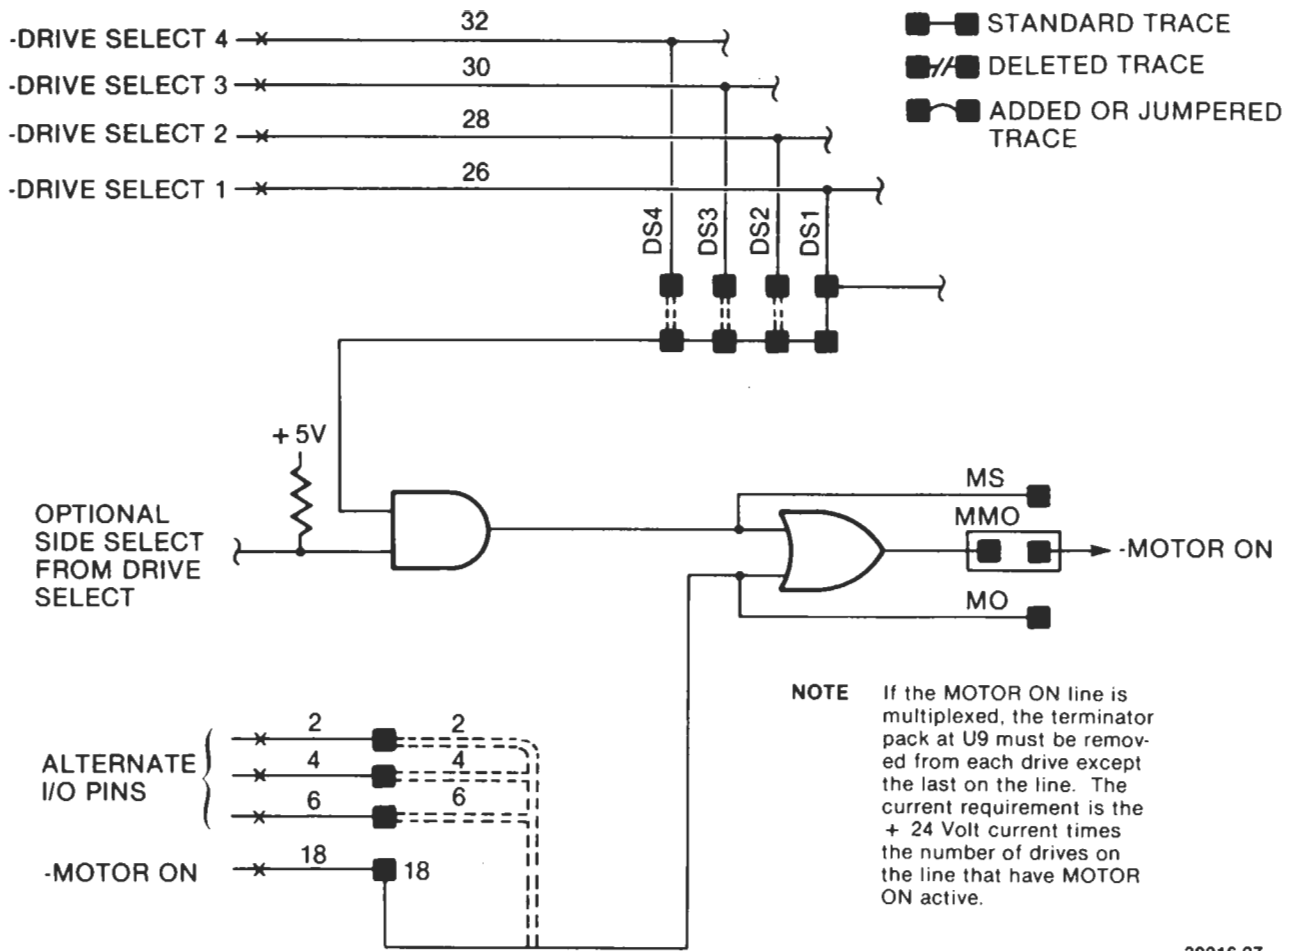 -DRIVE SELECT 4
32
-DRIVE SELECT 3
30
-DRIVE SELECT 2
28
-DRIVE SELECT 1
26
STANDARD TRACE
DELETED TRACE
ADDED OR JUMPERED
TRACE
DS4
DS3
DS2
DS1
+ 5V
OPTIONAL
SIDE SELECT
FROM DRIVE
SELECT
MS
MMO
-MOTOR ON
MO
ALTERNATE
I/O PINS
2
2
4
4
6
6
-MOTOR ON
18
18
NOTE
If the MOTOR ON line is
multiplexed, the terminator
pack at U9 must be remov-
ed from each drive except
the last on the line. The
current requirement is the
+ 24 Volt current times
the number of drives on
the line that have MOTOR
ON active.